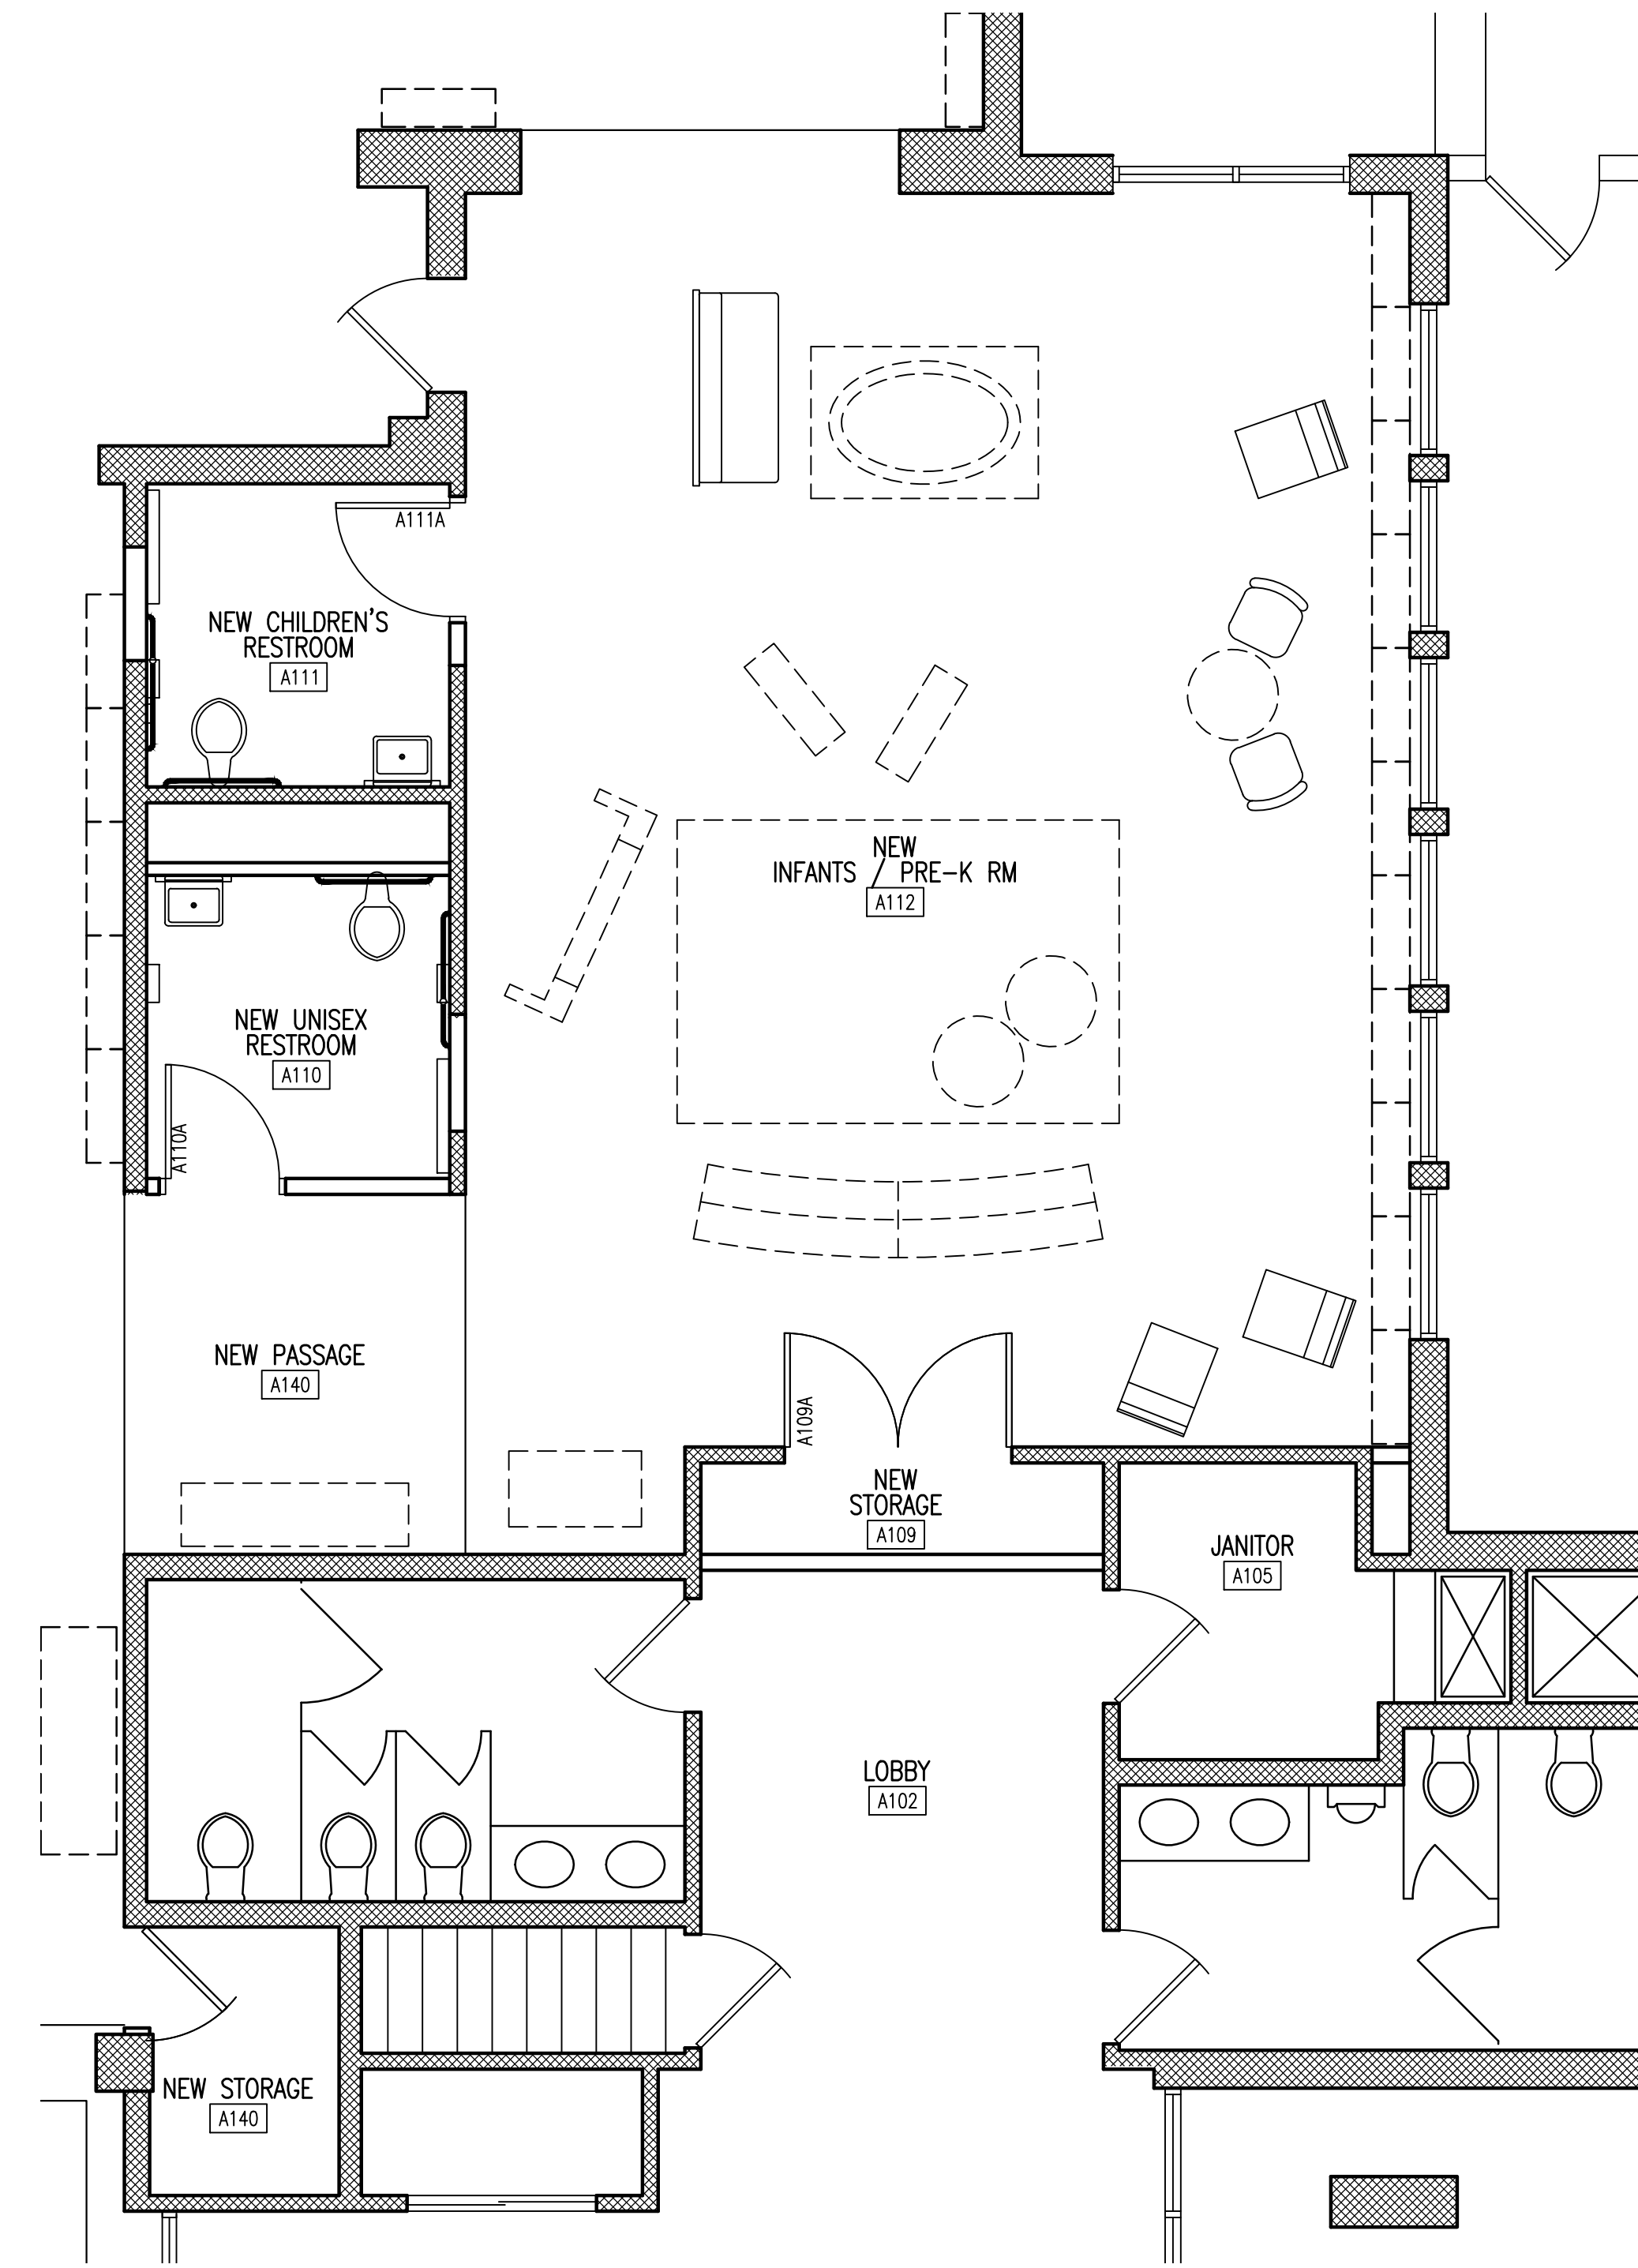 A111A
NEW CHILDREN'S
RESTROOM
A111
NEW
INFANTS / PRE-K RM
A112
NEW UNISEX
RESTROOM
A110
A110A
NEW PASSAGE
A140
A109A
NEW
STORAGE
A109
JANITOR
A105
LOBBY
A102
NEW STORAGE
A140